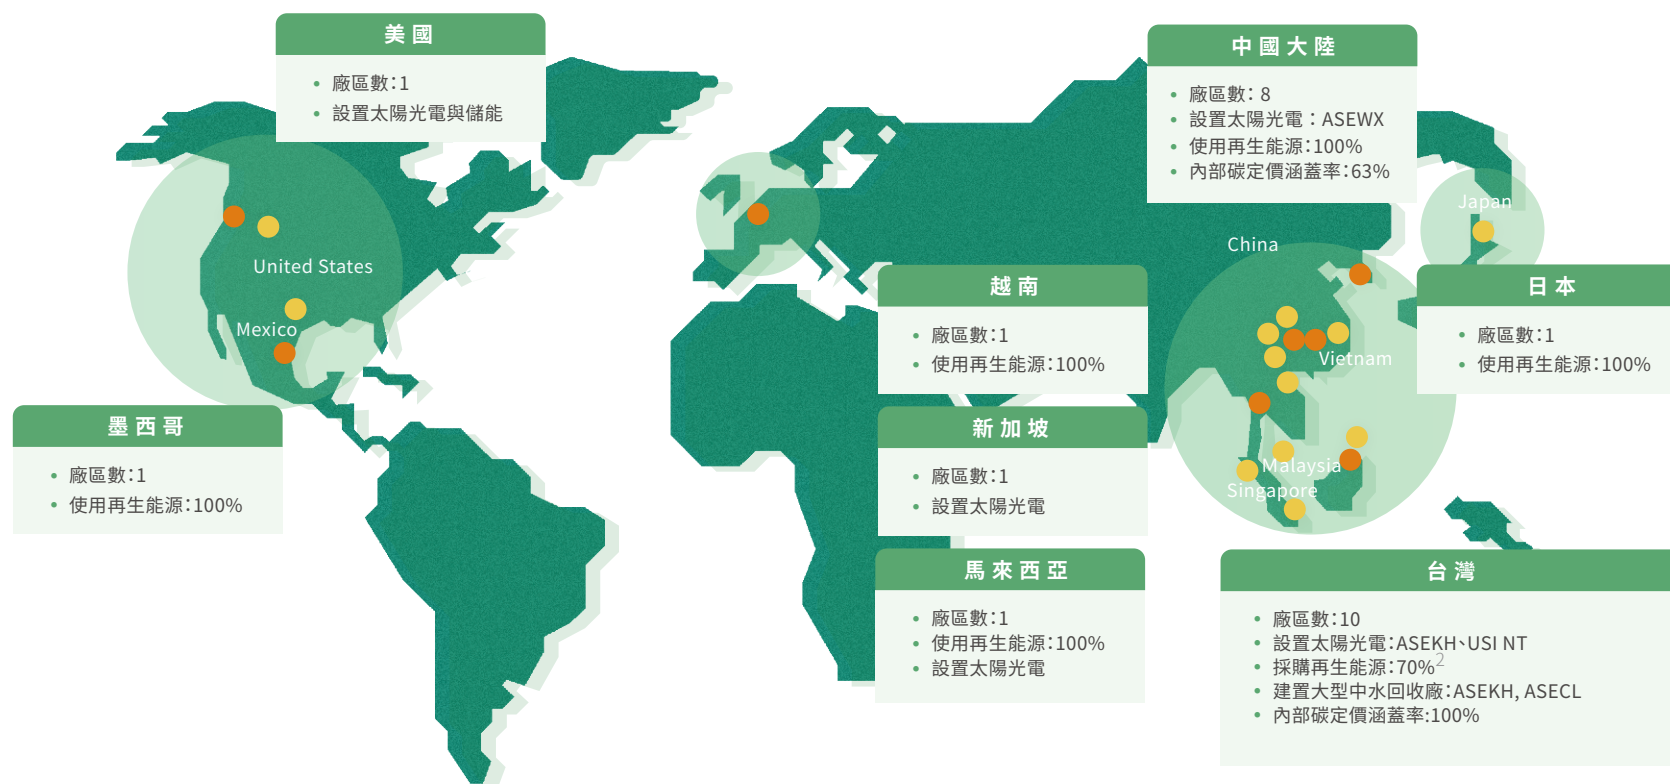 美國
• 廠區數：1
• 設置太陽光電與儲能
中國大陸
• 廠區數：8
• 設置太陽光電：ASEWX
• 使用再生能源：100%
• 內部碳定價涵蓋率：63%
Japan
China
United States
Mexico
Vietnam
Malaysia
Singapore
越南
• 廠區數：1
• 使用再生能源：100%
日本
• 廠區數：1
• 使用再生能源：100%
墨西哥
• 廠區數：1
• 使用再生能源：100%
新加坡
• 廠區數：1
• 設置太陽光電
馬來西亞
• 廠區數：1
• 使用再生能源：100%
• 設置太陽光電
台灣
• 廠區數：10
• 設置太陽光電：ASEKH、USI NT
• 採購再生能源：70%2
• 建置大型中水回收廠：ASEKH, ASECL
• 內部碳定價涵蓋率:100%